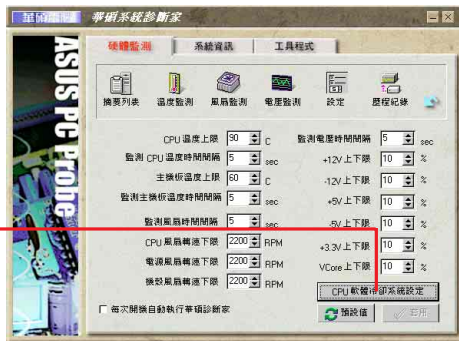 華碩電腦 華碩系統診斷家
ASUS PC Probe
硬體監測 系統資訊 工具程式
摘要列表 溫度監測 風扇監測 電壓監測 設定 歷程紀錄
CPU 溫度上限 90 C 監測電壓時間間隔 5 sec
監測 CPU 溫度時間間隔 5 sec +12V 上下限 10 %
主機板溫度上限 60 C -12V 上下限 10 %
監測主機板溫度時間間隔 5 sec +5V 上下限 10 %
監測風扇時間間隔 5 sec -5V 上下限 10 %
CPU 風扇轉速下限 2200 RPM +3.3V 上下限 10 %
電源風扇轉速下限 2200 RPM VCore 上下限 10 %
機殼風扇轉速下限 2200 RPM CPU 軟體冷卻系統設定
每次開機自動執行華碩診斷家 預設值 套用